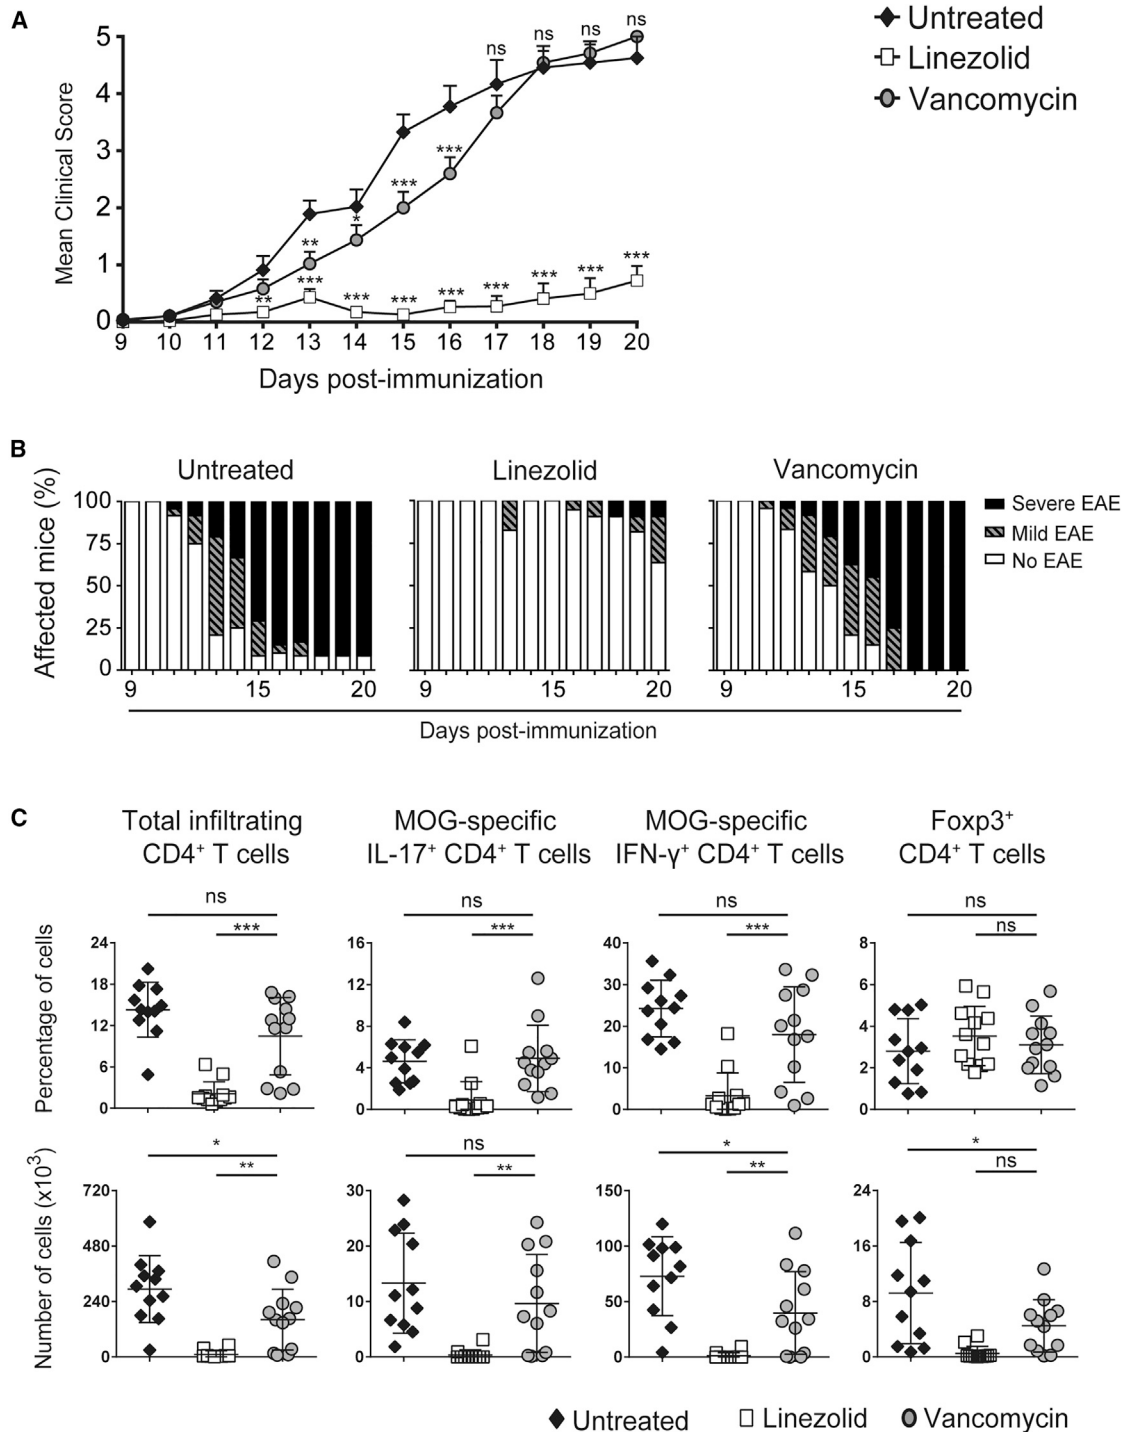 A
Untreated
Linezolid
Vancomycin
Mean Clinical Score
5
4
3
2
1
0
ns ns ns ns
** * *** ***
** *** *** *** *** *** *** *** ***
9 10 11 12 13 14 15 16 17 18 19 20
Days post-immunization
B
Untreated Linezolid Vancomycin
Affected mice (%)
100
75
50
25
0
Severe EAE
Mild EAE
No EAE
9 15 20 9 15 20 9 15 20
Days post-immunization
C
Total infiltrating MOG-specific MOG-specific Foxp3⁺
CD4⁺ T cells IL-17⁺ CD4⁺ T cells IFN-γ⁺ CD4⁺ T cells CD4⁺ T cells
ns ns ns ns
*** *** *** ns
Percentage of cells
24 16 40 8
18 12 30 6
12 8 20 4
6 4 10 2
0 0 0 0
* ns * *
** ** ** ns
Number of cells (x10³)
720 30 150 24
480 20 100 16
240 10 50 8
0 0 0 0
Untreated Linezolid Vancomycin